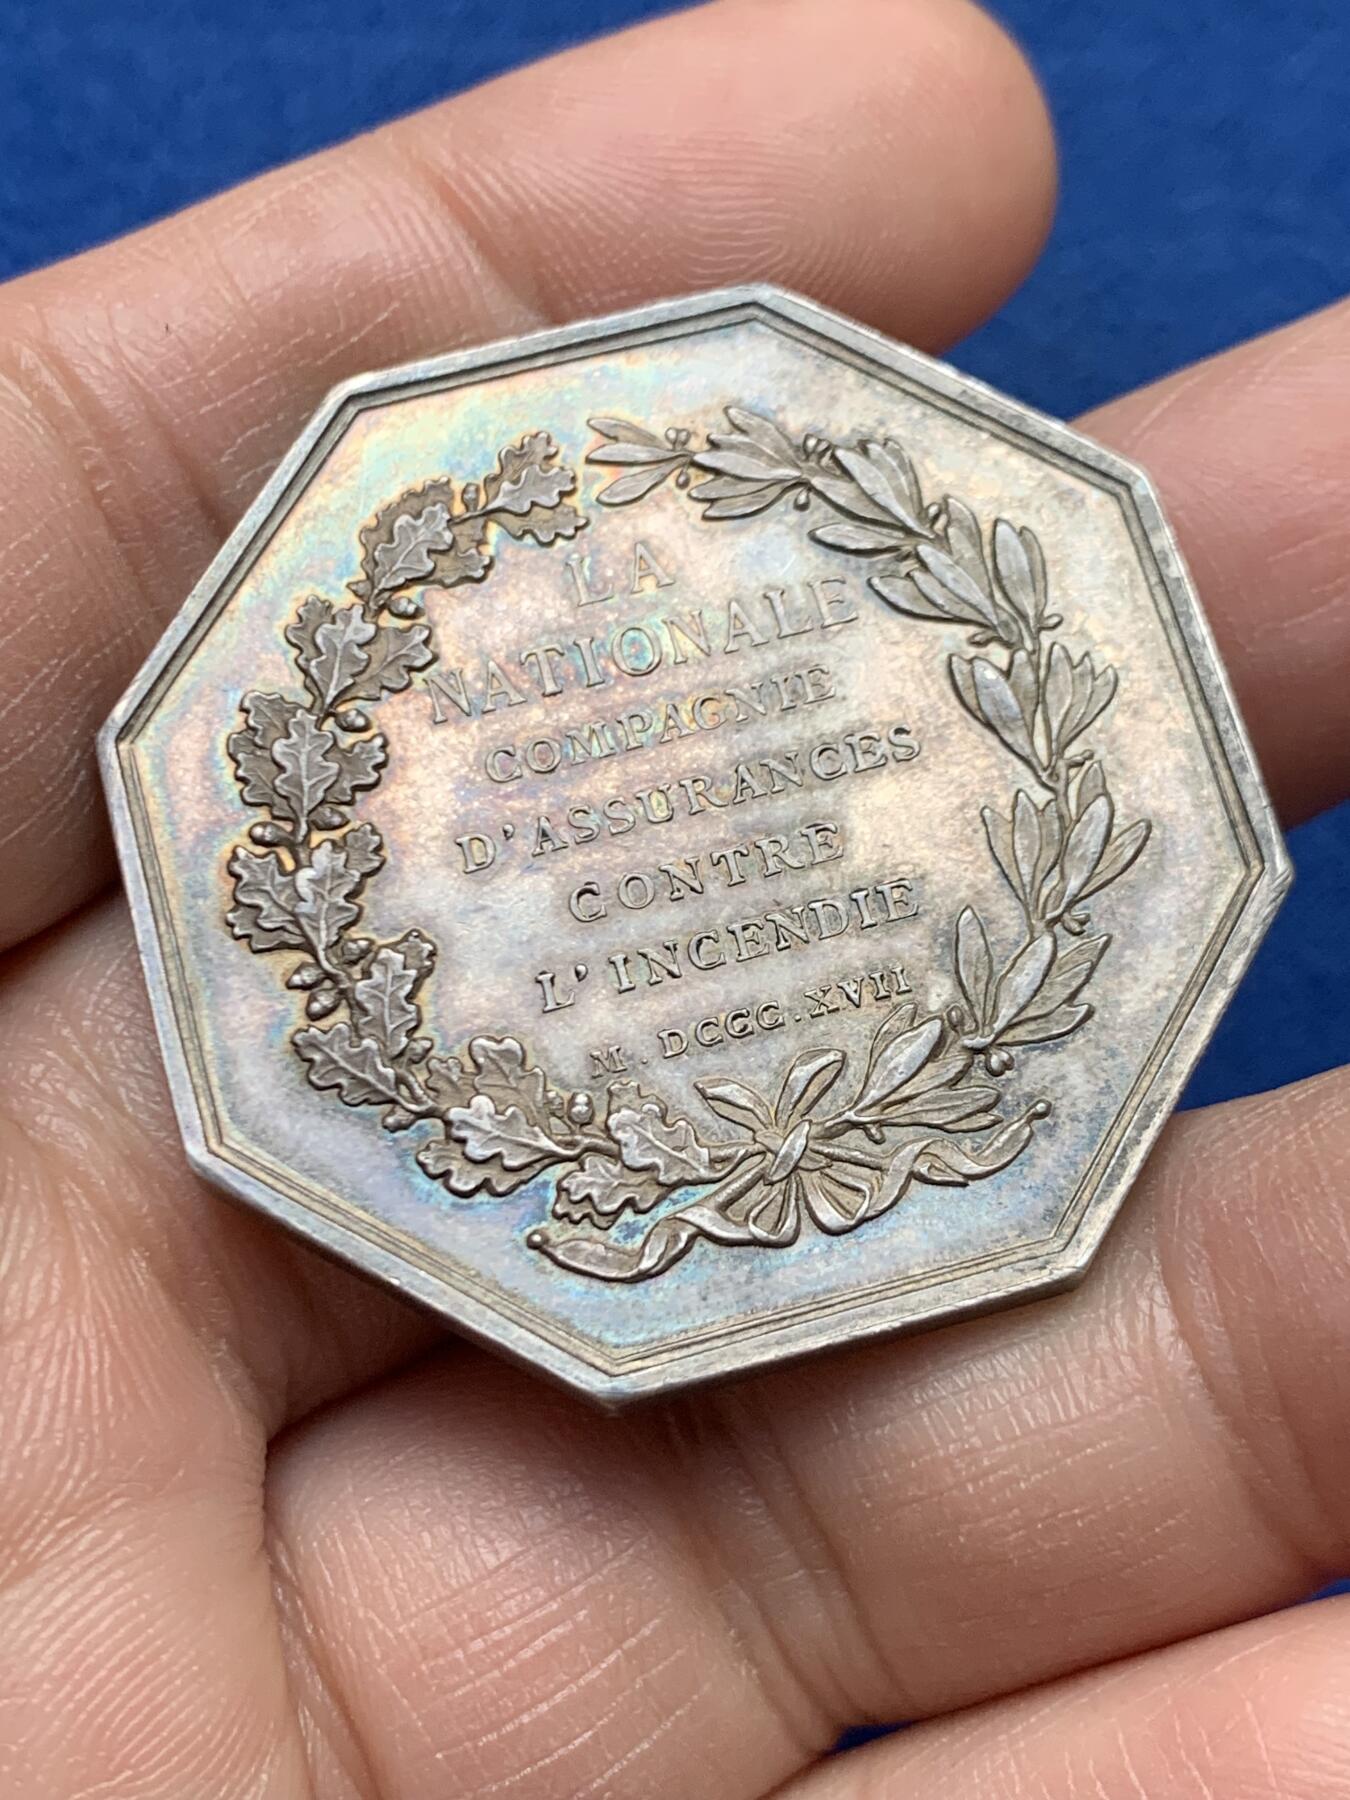 LA
NATIONALE
COMPAGNIE
D'ASSURANCES
CONTRE
L'INCENDIE
M.DCCC.XVII